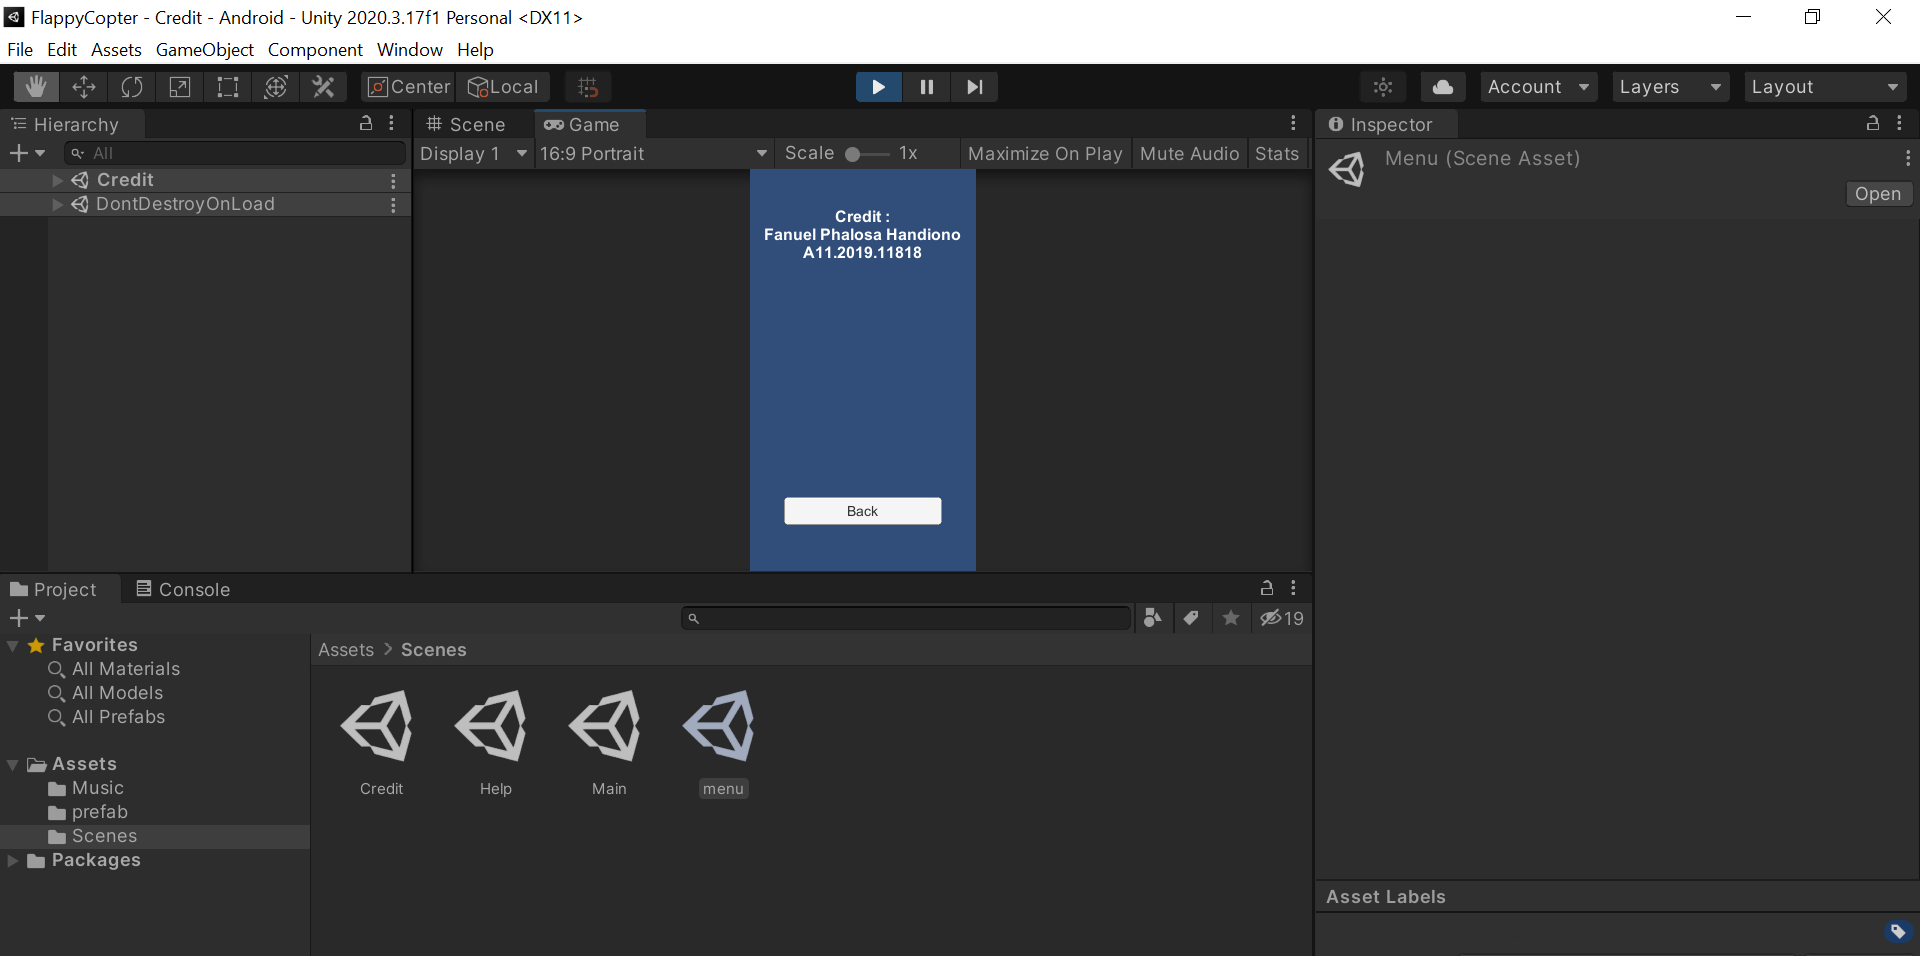 FlappyCopter - Credit - Android - Unity 2020.3.17f1 Personal <DX11>
File Edit Assets GameObject Component Window Help
Center Local Account Layers Layout
Hierarchy
All
Credit
DontDestroyOnLoad
Scene Game
Display 1 16:9 Portrait Scale 1x Maximize On Play Mute Audio Stats
Credit :
Fanuel Phalosa Handiono
A11.2019.11818
Back
Inspector
Menu (Scene Asset)
Open
Project Console
19
Favorites
All Materials
All Models
All Prefabs
Assets
Music
prefab
Scenes
Packages
Assets > Scenes
Credit Help Main menu
Asset Labels